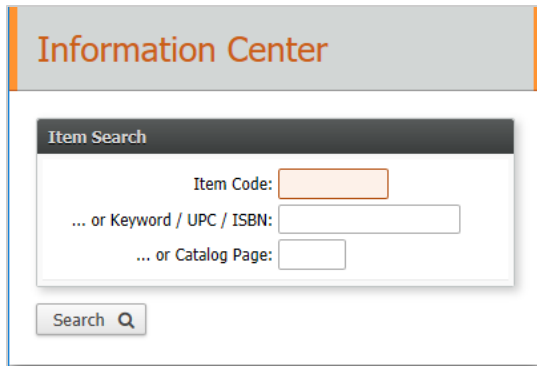 Information Center
Item Search
Item Code:
... or Keyword / UPC / ISBN:
... or Catalog Page:
Search